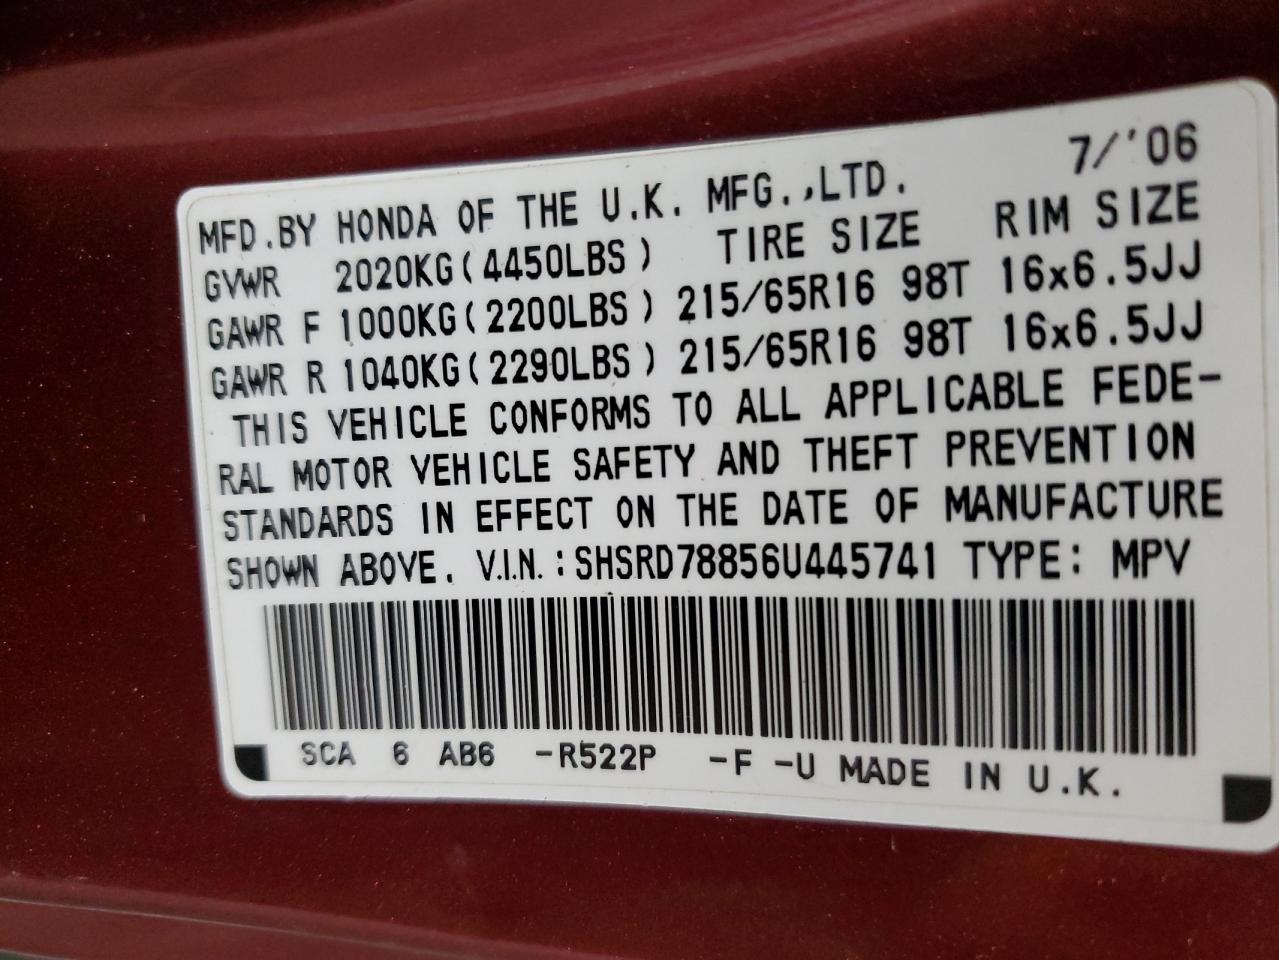 7/'06
MFD.BY HONDA OF THE U.K. MFG.,LTD.
GVWR 2020KG(4450LBS) TIRE SIZE RIM SIZE
GAWR F 1000KG(2200LBS) 215/65R16 98T 16x6.5JJ
GAWR R 1040KG(2290LBS) 215/65R16 98T 16x6.5JJ
THIS VEHICLE CONFORMS TO ALL APPLICABLE FEDE-
RAL MOTOR VEHICLE SAFETY AND THEFT PREVENTION
STANDARDS IN EFFECT ON THE DATE OF MANUFACTURE
SHOWN ABOVE. V.I.N.:SHSRD78856U445741 TYPE: MPV
SCA 6 AB6 -R522P -F -U MADE IN U.K.